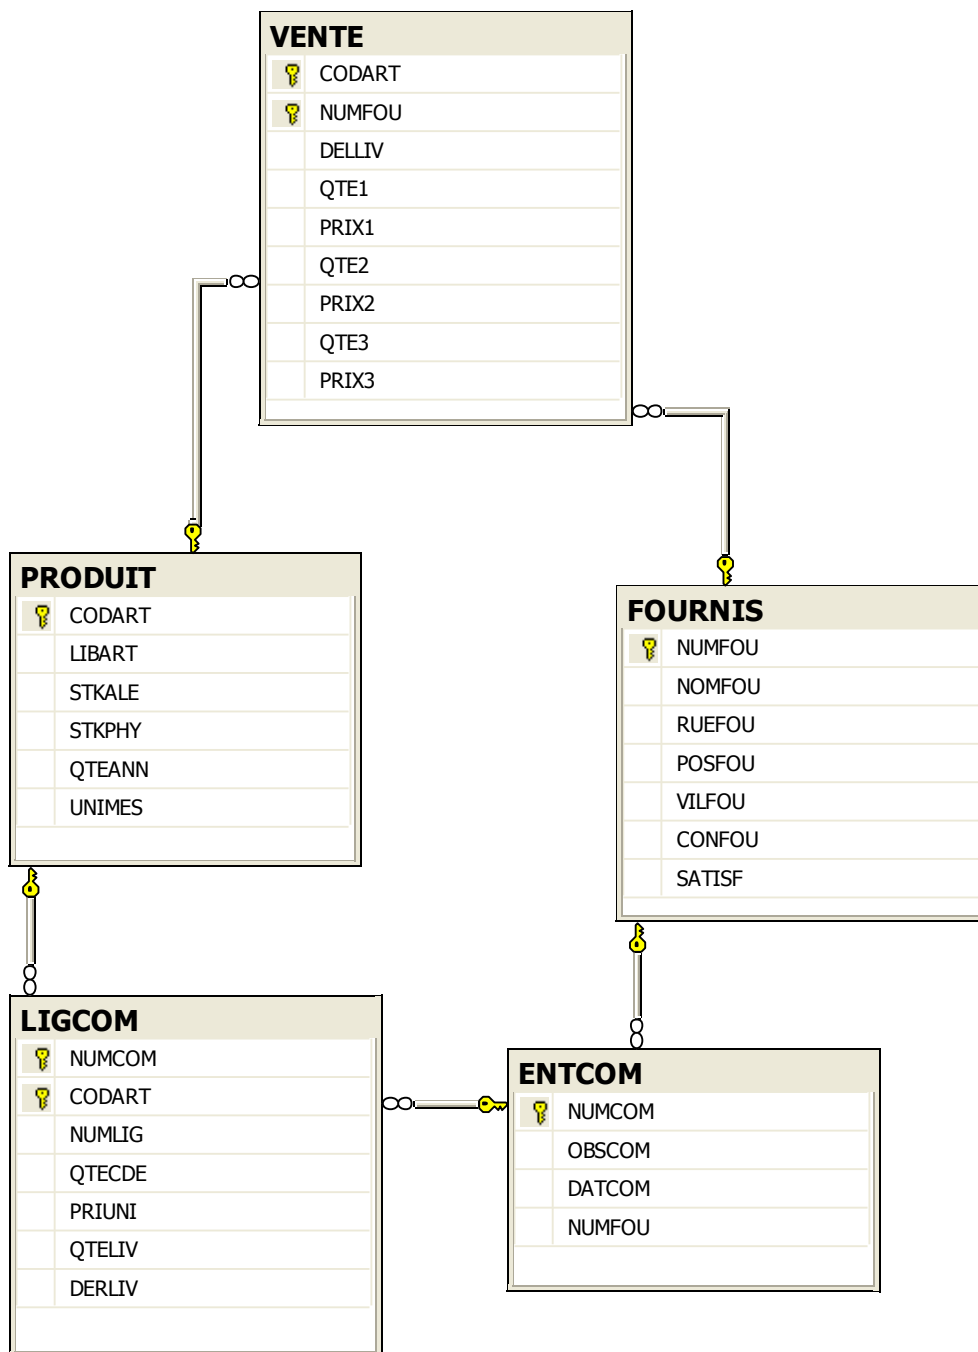 VENTE
CODART
NUMFOU
DELLIV
QTE1
PRIX1
QTE2
PRIX2
QTE3
PRIX3
PRODUIT
CODART
LIBART
STKALE
STKPHY
QTEANN
UNIMES
FOURNIS
NUMFOU
NOMFOU
RUEFOU
POSFOU
VILFOU
CONFOU
SATISF
LIGCOM
NUMCOM
CODART
NUMLIG
QTECDE
PRIUNI
QTELIV
DERLIV
ENTCOM
NUMCOM
OBSCOM
DATCOM
NUMFOU